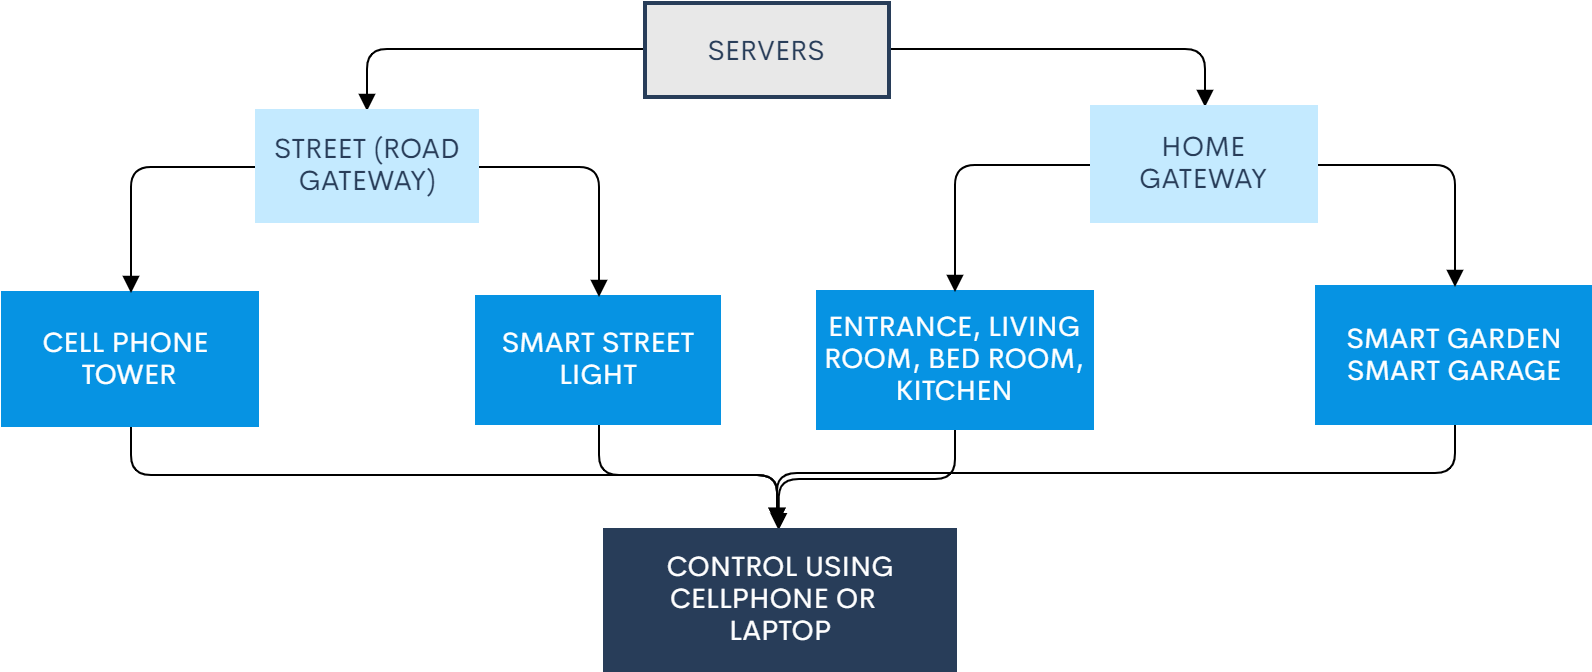 SERVERS
STREET (ROAD
GATEWAY)
HOME
GATEWAY
CELL PHONE
TOWER
SMART STREET
LIGHT
ENTRANCE, LIVING
ROOM, BED ROOM,
KITCHEN
SMART GARDEN
SMART GARAGE
CONTROL USING
CELLPHONE OR
LAPTOP